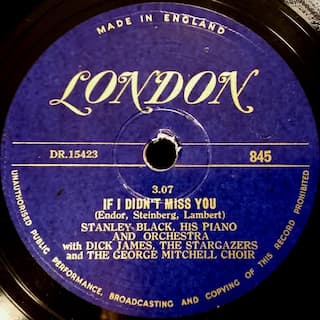 MADE IN ENGLAND
LONDON
DR.15423
845
3.07
IF I DIDN'T MISS YOU
(Endor, Steinberg, Lambert)
STANLEY BLACK, HIS PIANO
AND ORCHESTRA
with DICK JAMES, THE STARGAZERS
and THE GEORGE MITCHELL CHOIR
UNAUTHORISED PUBLIC PERFORMANCE, BROADCASTING AND COPYING OF THIS RECORD PROHIBITED